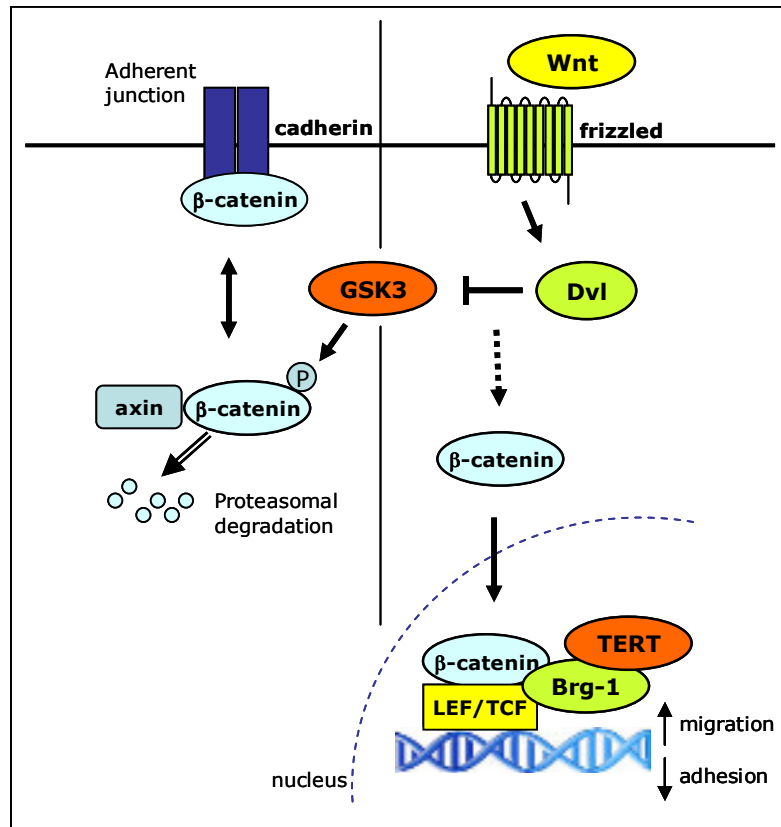 Adherent
junction
cadherin
β-catenin
Wnt
frizzled
GSK3
Dvl
P
axin
β-catenin
Proteasomal
degradation
β-catenin
TERT
β-catenin
Brg-1
LEF/TCF
migration
adhesion
nucleus